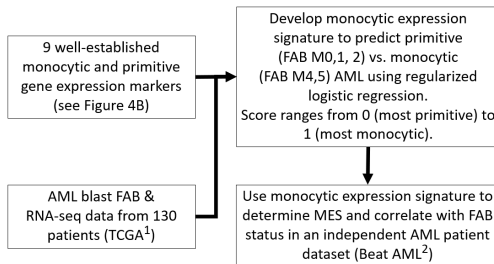 9 well-established
monocytic and primitive
gene expression markers
(see Figure 4B)
AML blast FAB &
RNA-seq data from 130
patients (TCGA1)
Develop monocytic expression
signature to predict primitive
(FAB M0,1, 2) vs. monocytic
(FAB M4,5) AML using regularized
logistic regression.
Score ranges from 0 (most primitive) to
1 (most monocytic).
Use monocytic expression signature to
determine MES and correlate with FAB
status in an independent AML patient
dataset (Beat AML2)